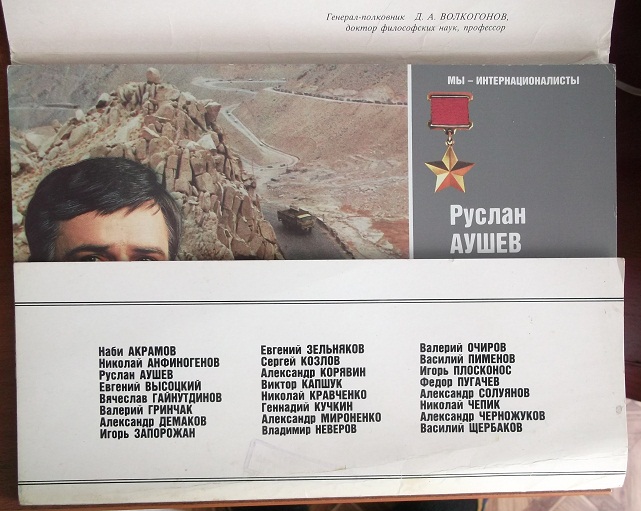 Генерал-полковник Д. А. ВОЛКОГОНОВ,
доктор философских наук, профессор
МЫ – ИНТЕРНАЦИОНАЛИСТЫ
Руслан
АУШЕВ
Наби АКРАМОВ
Николай АНФИНОГЕНОВ
Руслан АУШЕВ
Евгений ВЫСОЦКИЙ
Вячеслав ГАЙНУТДИНОВ
Валерий ГРИНЧАК
Александр ДЕМАКОВ
Игорь ЗАПОРОЖАН
Евгений ЗЕЛЬНЯКОВ
Сергей КОЗЛОВ
Александр КОРЯВИН
Виктор КАПШУК
Николай КРАВЧЕНКО
Геннадий КУЧКИН
Александр МИРОНЕНКО
Владимир НЕВЕРОВ
Валерий ОЧИРОВ
Василий ПИМЕНОВ
Игорь ПЛОСКОНОС
Федор ПУГАЧЕВ
Александр СОЛУЯНОВ
Николай ЧЕПИК
Александр ЧЕРНОЖУКОВ
Василий ЩЕРБАКОВ